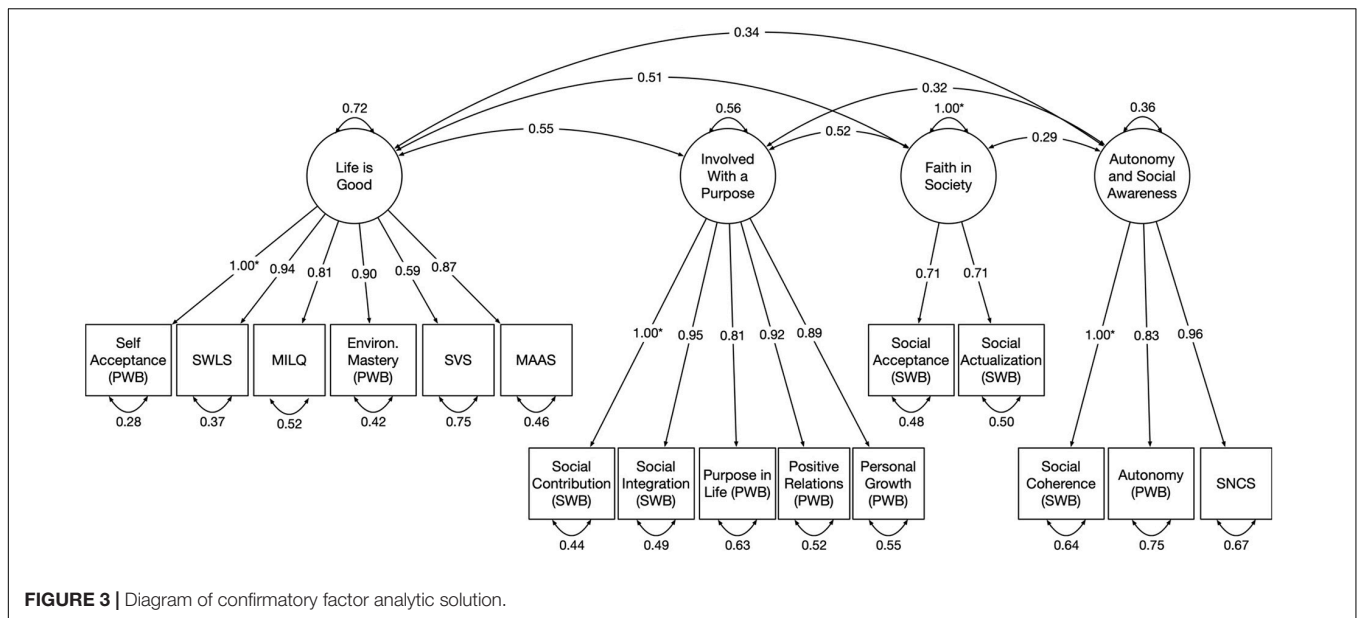 0.34
0.51
0.32
0.72
0.56
1.00*
0.36
0.55
0.52
0.29
Life is
Good
Involved
With a
Purpose
Faith in
Society
Autonomy
and Social
Awareness
1.00*
0.94
0.81
0.90
0.59
0.87
0.71
0.71
1.00*
0.95
0.81
0.92
0.89
1.00*
0.83
0.96
Self
Acceptance
(PWB)
SWLS
MILQ
Environ.
Mastery
(PWB)
SVS
MAAS
Social
Acceptance
(SWB)
Social
Actualization
(SWB)
0.28
0.37
0.52
0.42
0.75
0.46
0.48
0.50
Social
Contribution
(SWB)
Social
Integration
(SWB)
Purpose in
Life (PWB)
Positive
Relations
(PWB)
Personal
Growth
(PWB)
Social
Coherence
(SWB)
Autonomy
(PWB)
SNCS
0.44
0.49
0.63
0.52
0.55
0.64
0.75
0.67
FIGURE 3 | Diagram of confirmatory factor analytic solution.